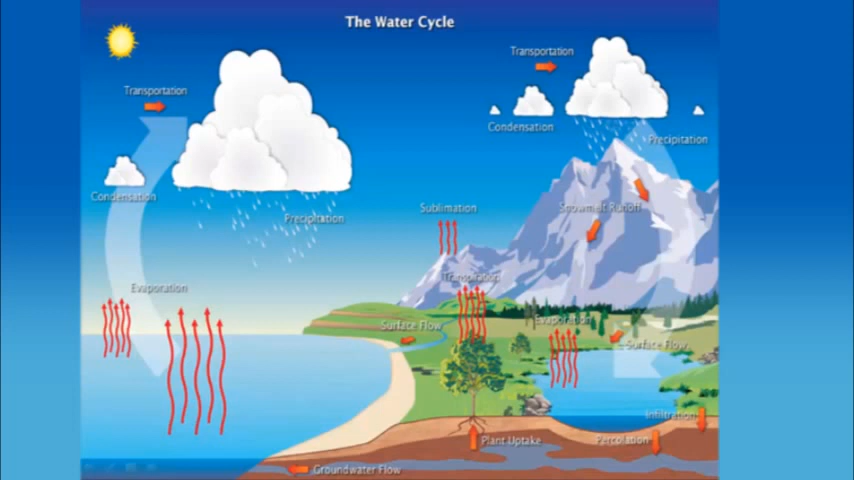 The Water Cycle
Transportation
Transportation
Condensation
Precipitation
Condensation
Precipitation
Sublimation
Snowmelt Runoff
Transpiration
Evaporation
Evaporation
Surface Flow
Surface Flow
Infiltration
Plant Uptake
Percolation
Groundwater Flow